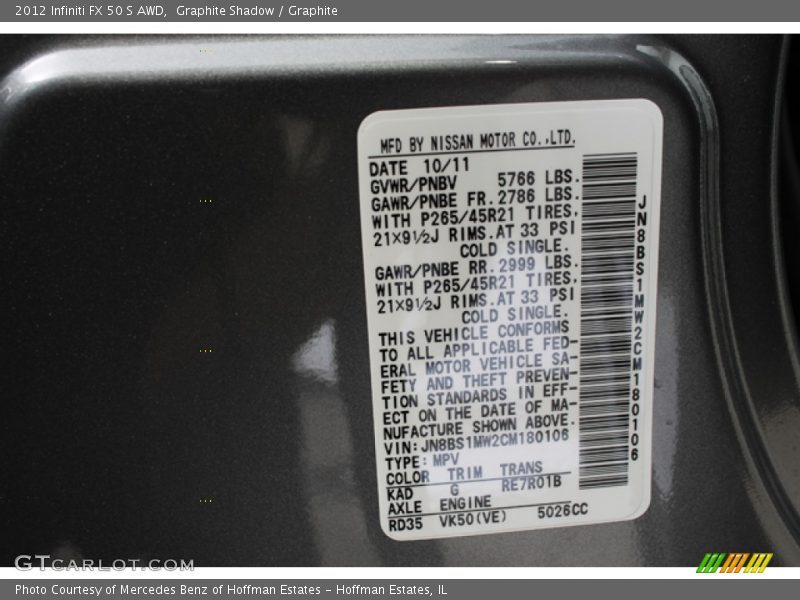 2012 Infiniti FX 50 S AWD, Graphite Shadow / Graphite
MFD BY NISSAN MOTOR CO.,LTD.
DATE 10/11
GVWR/PNBV 5766 LBS.
GAWR/PNBE FR. 2786 LBS.
WITH P265/45R21 TIRES,
21×9½J RIMS.AT 33 PSI
COLD SINGLE.
GAWR/PNBE RR. 2999 LBS.
WITH P265/45R21 TIRES,
21×9½J RIMS.AT 33 PSI
COLD SINGLE.
THIS VEHICLE CONFORMS
TO ALL APPLICABLE FED-
ERAL MOTOR VEHICLE SA-
FETY AND THEFT PREVEN-
TION STANDARDS IN EFF-
ECT ON THE DATE OF MA-
NUFACTURE SHOWN ABOVE.
VIN:JN8BS1MW2CM180106
TYPE: MPV
COLOR TRIM TRANS
KAD G RE7R01B
AXLE ENGINE
RD35 VK50(VE) 5026CC
JN8BS1MW2CM180106
GTCARLOT.COM
Photo Courtesy of Mercedes Benz of Hoffman Estates - Hoffman Estates, IL